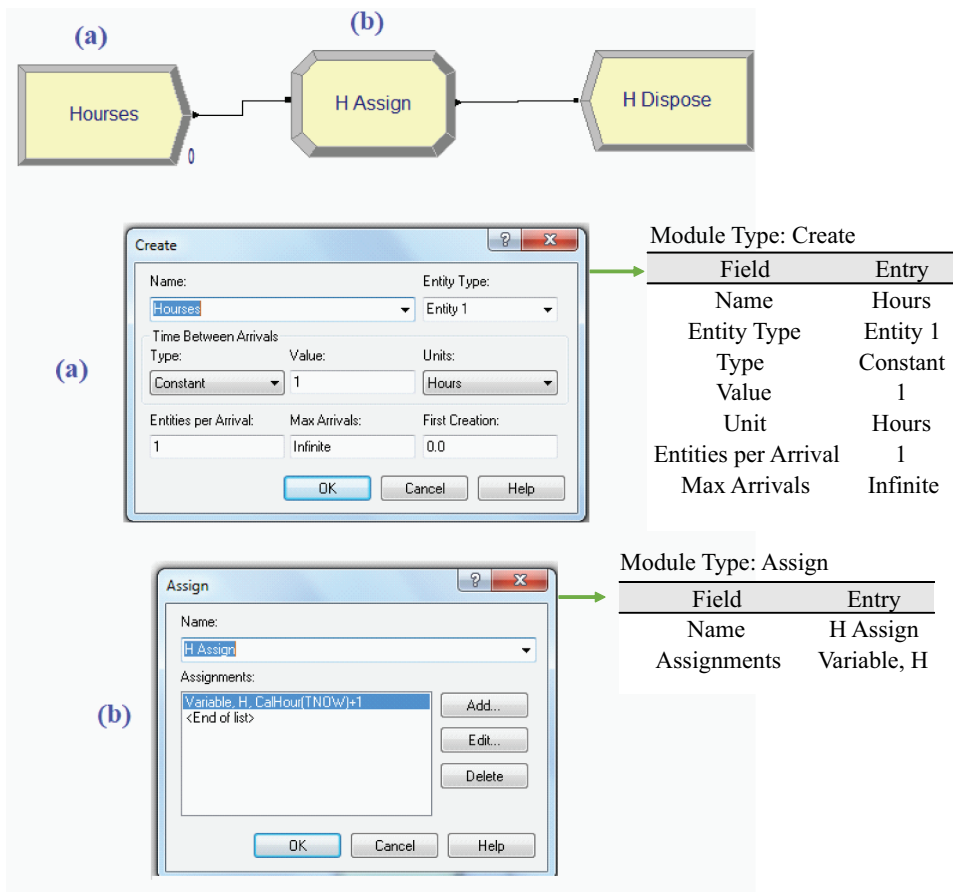 (a)
(b)
Hourses
H Assign
H Dispose
0
(a)
Create
?
x
Name:
Entity Type:
Hourses
Entity 1
Time Between Arrivals
Type:
Value:
Units:
Constant
1
Hours
Entities per Arrival:
Max Arrivals:
First Creation:
1
Infinite
0.0
OK
Cancel
Help
Module Type: Create
Field Entry
Name Hours
Entity Type Entity 1
Type Constant
Value 1
Unit Hours
Entities per Arrival 1
Max Arrivals Infinite
(b)
Assign
?
x
Name:
H Assign
Assignments:
Variable, H, CalHour(TNOW)+1
<End of list>
Add...
Edit...
Delete
OK
Cancel
Help
Module Type: Assign
Field Entry
Name H Assign
Assignments Variable, H